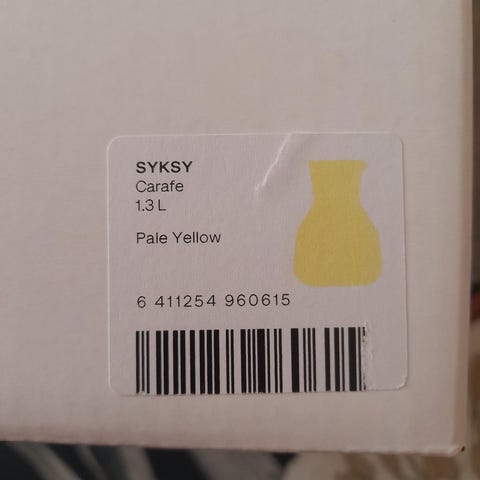 SYKSY
Carafe
1.3 L
Pale Yellow
6 411254 960615